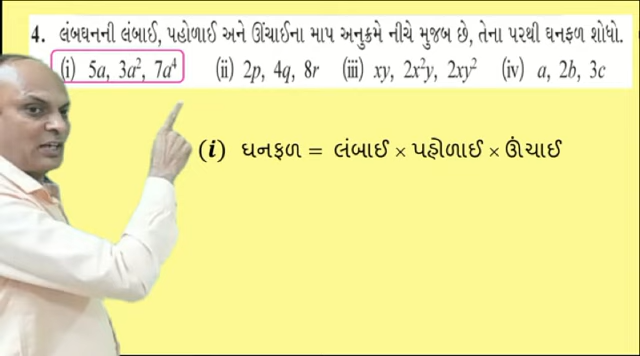 4. લંબઘનની લંબાઈ, પહોળાઈ અને ઊંચાઈના માપ અનુક્રમે નીચે મુજબ છે, તેના પરથી ઘનફળ શોધો.
(i) 5a, 3a², 7a⁴ (ii) 2p, 4q, 8r (iii) xy, 2x²y, 2xy² (iv) a, 2b, 3c
(i) ઘનફળ = લંબાઈ × પહોળાઈ × ઊંચાઈ